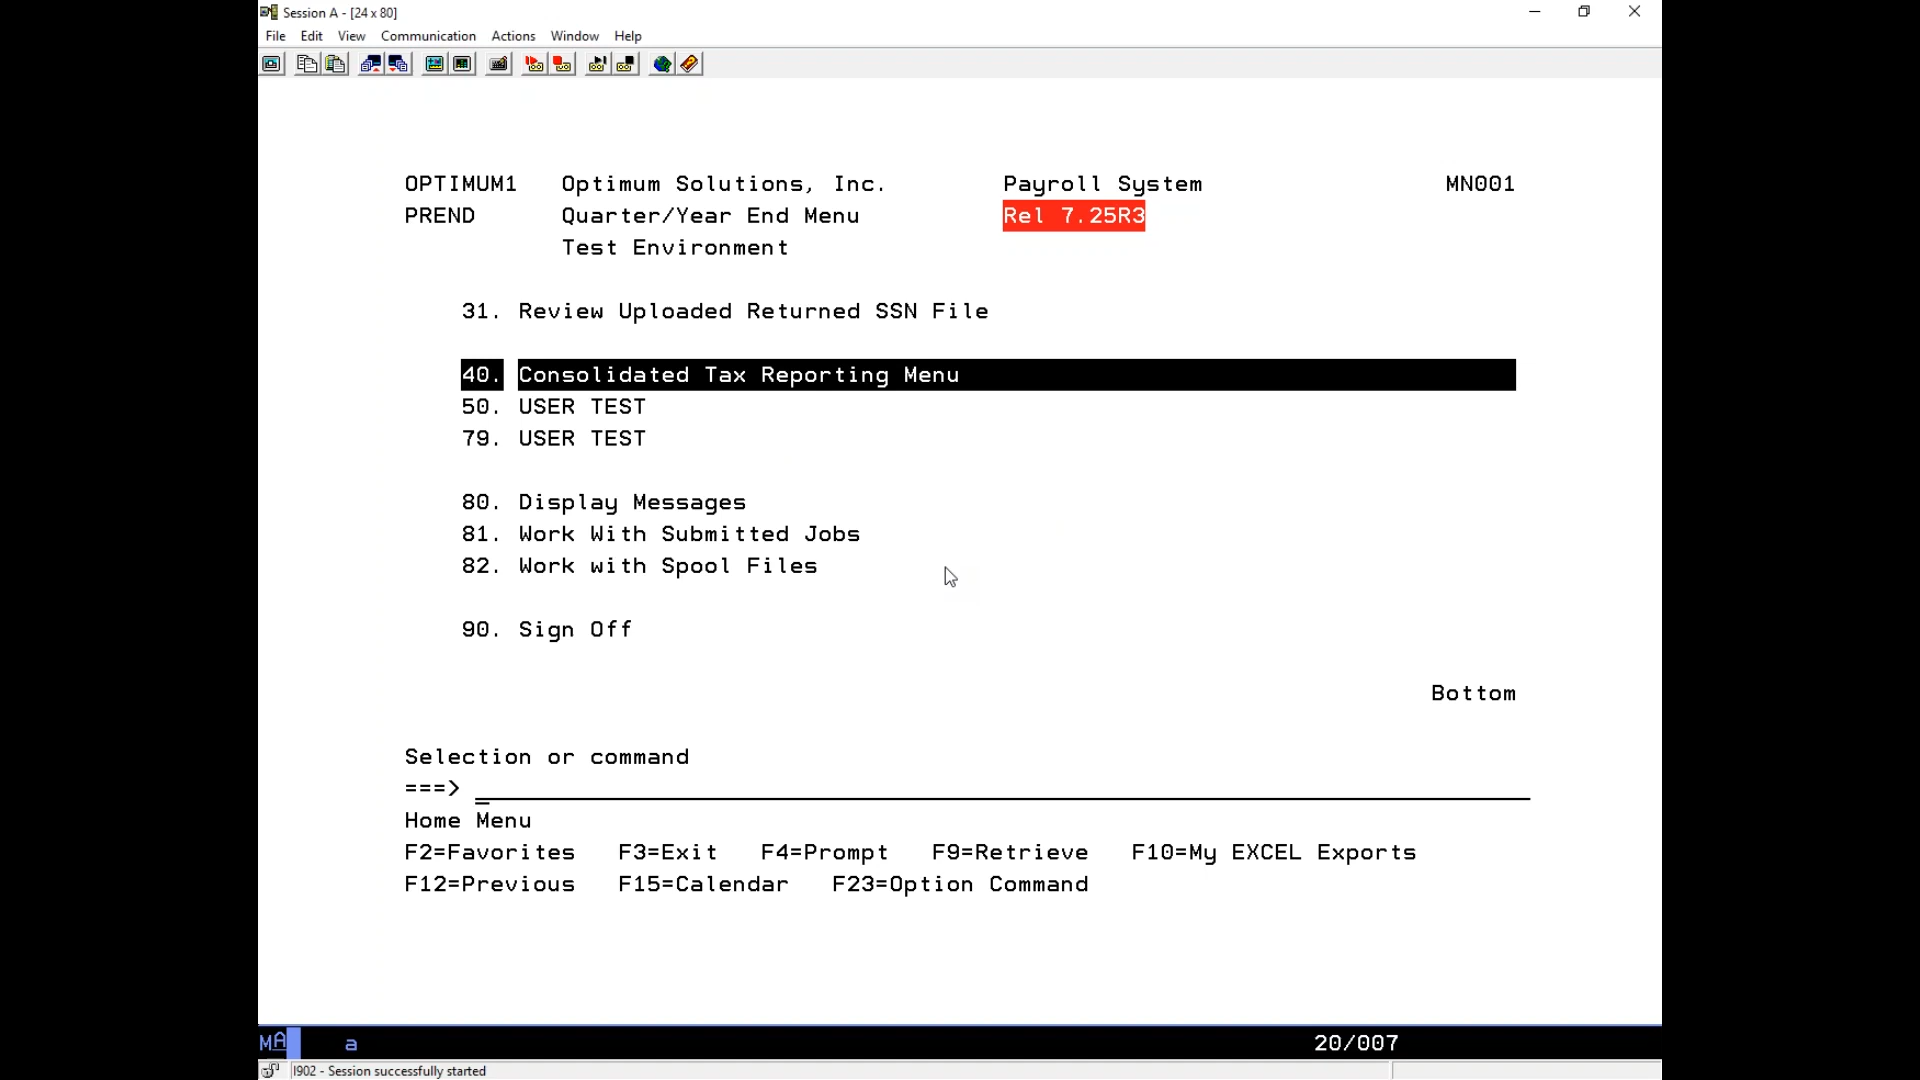 Session A - [24 x 80]
File Edit View Communication Actions Window Help
OPTIMUM1 Optimum Solutions, Inc. Payroll System MN001
PREND Quarter/Year End Menu Rel 7.25R3
Test Environment
31. Review Uploaded Returned SSN File
40. Consolidated Tax Reporting Menu
50. USER TEST
79. USER TEST
80. Display Messages
81. Work With Submitted Jobs
82. Work with Spool Files
90. Sign Off
Bottom
Selection or command
===>
Home Menu
F2=Favorites F3=Exit F4=Prompt F9=Retrieve F10=My EXCEL Exports
F12=Previous F15=Calendar F23=Option Command
MA a 20/007
I902 - Session successfully started